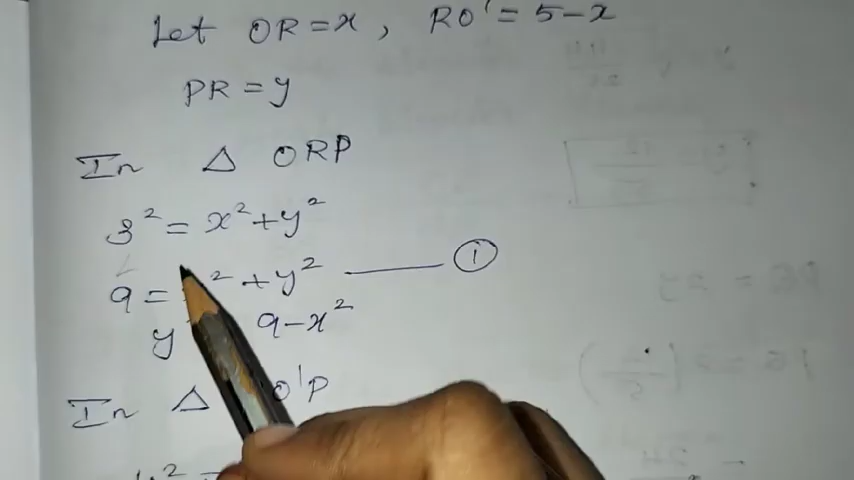 Let OR = x, RO' = 5 - x
PR = y
In △ ORP
3² = x² + y²
9 = ² + y² ——— ①
y 9 - x²
In △ O'P